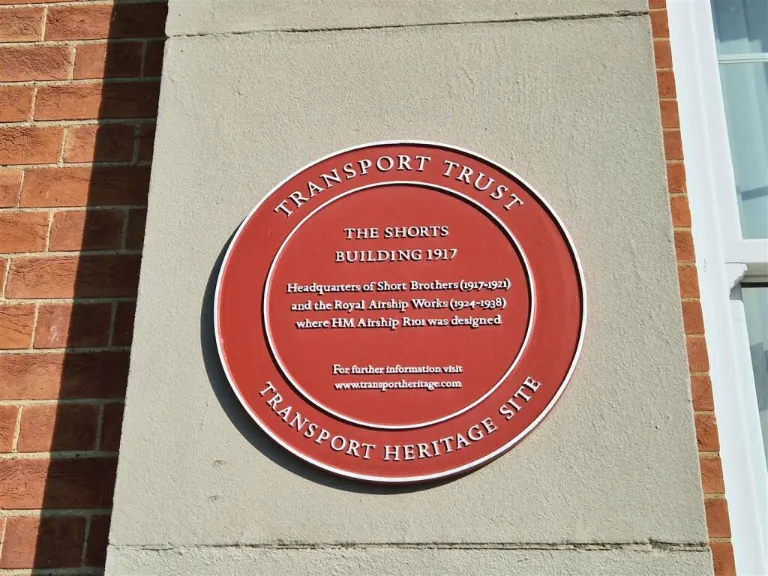 TRANSPORT TRUST
THE SHORTS
BUILDING 1917
Headquarters of Short Brothers (1917-1921)
and the Royal Airship Works (1924-1938)
where HM Airship R101 was designed
For further information visit
www.transportheritage.com
TRANSPORT HERITAGE SITE